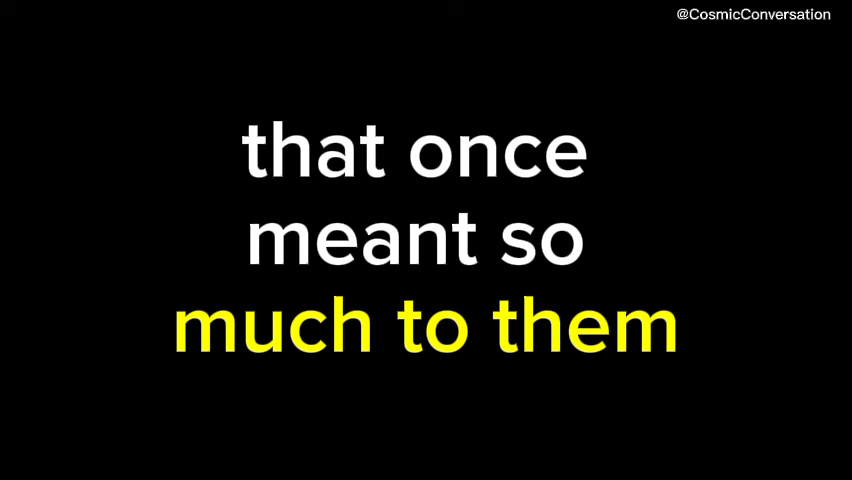 @CosmicConversation
that once
meant so
much to them